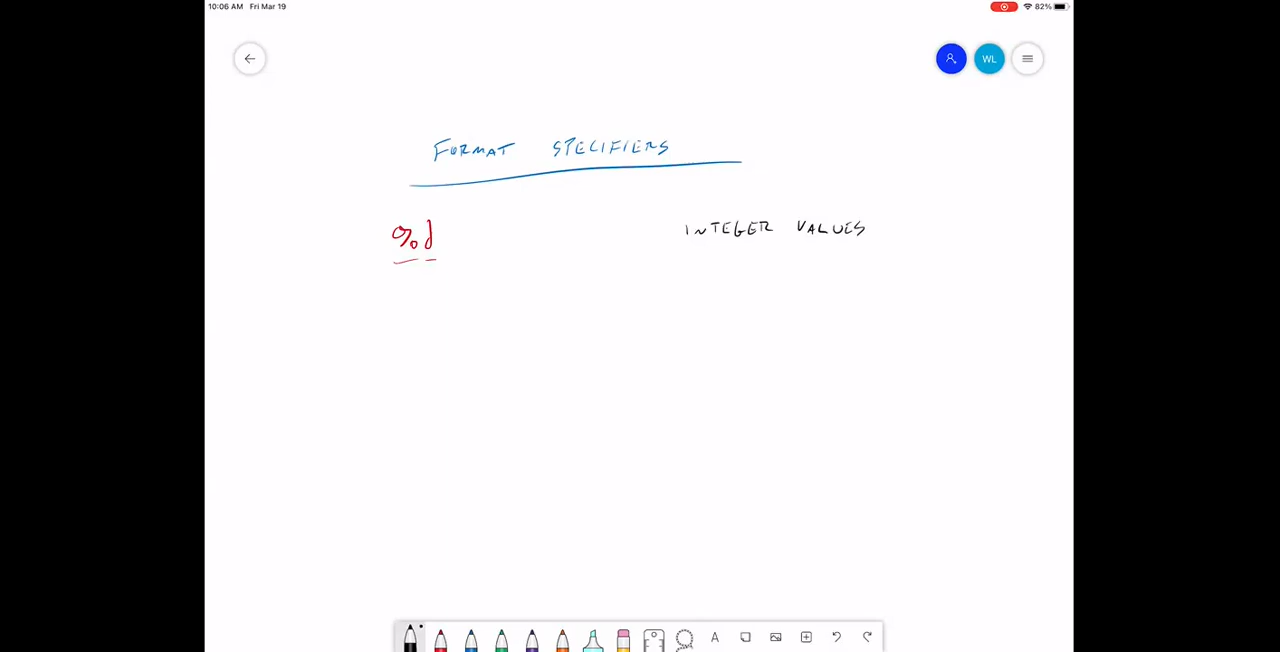 10:06 AM Fri Mar 19 82%
WL
FORMAT SPECIFIERS
%d INTEGER VALUES
A